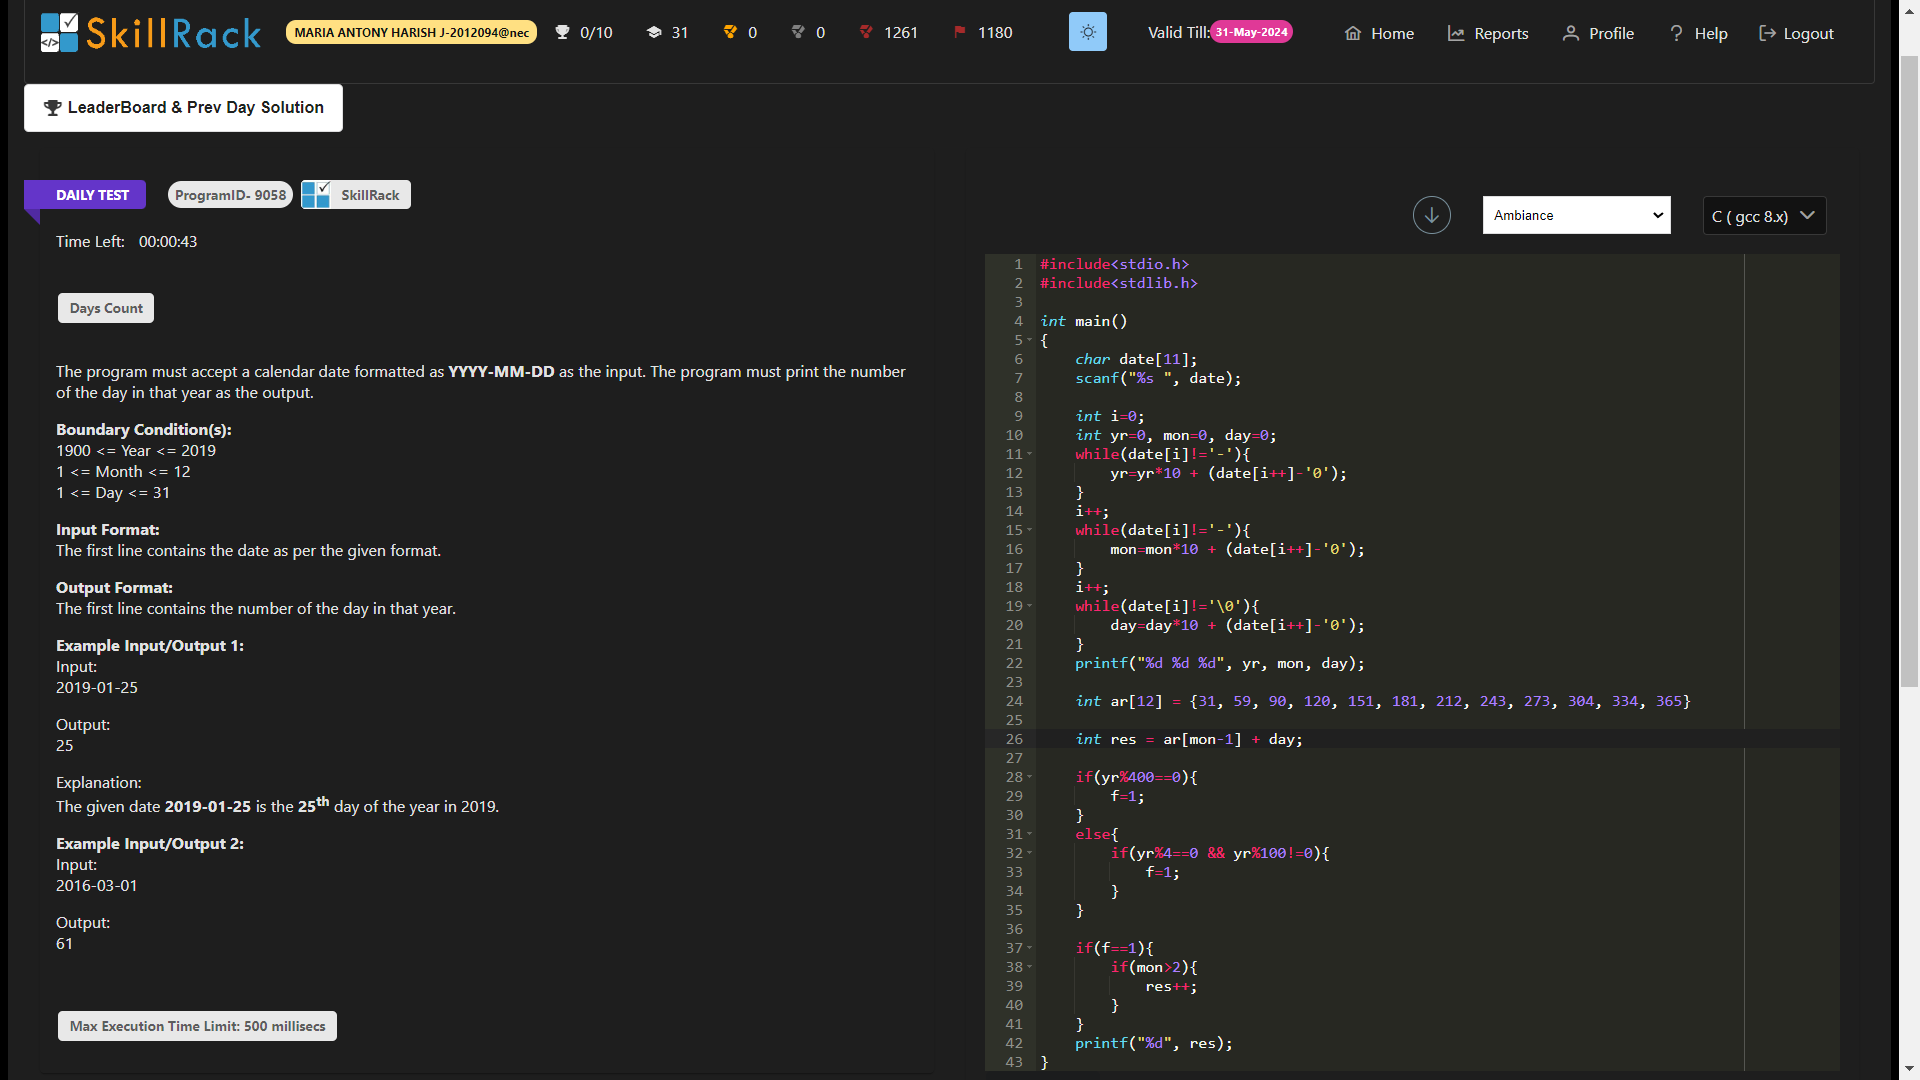 SkillRack
MARIA ANTONY HARISH J-2012094@nec
0/10
31
0
0
1261
1180
Valid Till: 31-May-2024
Home
Reports
Profile
Help
Logout
LeaderBoard & Prev Day Solution
DAILY TEST
ProgramID- 9058
SkillRack
Time Left: 00:00:43
Days Count
The program must accept a calendar date formatted as YYYY-MM-DD as the input. The program must print the number
of the day in that year as the output.
Boundary Condition(s):
1900 <= Year <= 2019
1 <= Month <= 12
1 <= Day <= 31
Input Format:
The first line contains the date as per the given format.
Output Format:
The first line contains the number of the day in that year.
Example Input/Output 1:
Input:
2019-01-25
Output:
25
Explanation:
The given date 2019-01-25 is the 25th day of the year in 2019.
Example Input/Output 2:
Input:
2016-03-01
Output:
61
Max Execution Time Limit: 500 millisecs
Ambiance
C ( gcc 8.x)
1 #include<stdio.h>
2 #include<stdlib.h>
3
4 int main()
5 {
6 char date[11];
7 scanf("%s ", date);
8
9 int i=0;
10 int yr=0, mon=0, day=0;
11 while(date[i]!='-'){
12 yr=yr*10 + (date[i++]-'0');
13 }
14 i++;
15 while(date[i]!='-'){
16 mon=mon*10 + (date[i++]-'0');
17 }
18 i++;
19 while(date[i]!='\0'){
20 day=day*10 + (date[i++]-'0');
21 }
22 printf("%d %d %d", yr, mon, day);
23
24 int ar[12] = {31, 59, 90, 120, 151, 181, 212, 243, 273, 304, 334, 365}
25
26 int res = ar[mon-1] + day;
27
28 if(yr%400==0){
29 f=1;
30 }
31 else{
32 if(yr%4==0 && yr%100!=0){
33 f=1;
34 }
35 }
36
37 if(f==1){
38 if(mon>2){
39 res++;
40 }
41 }
42 printf("%d", res);
43 }